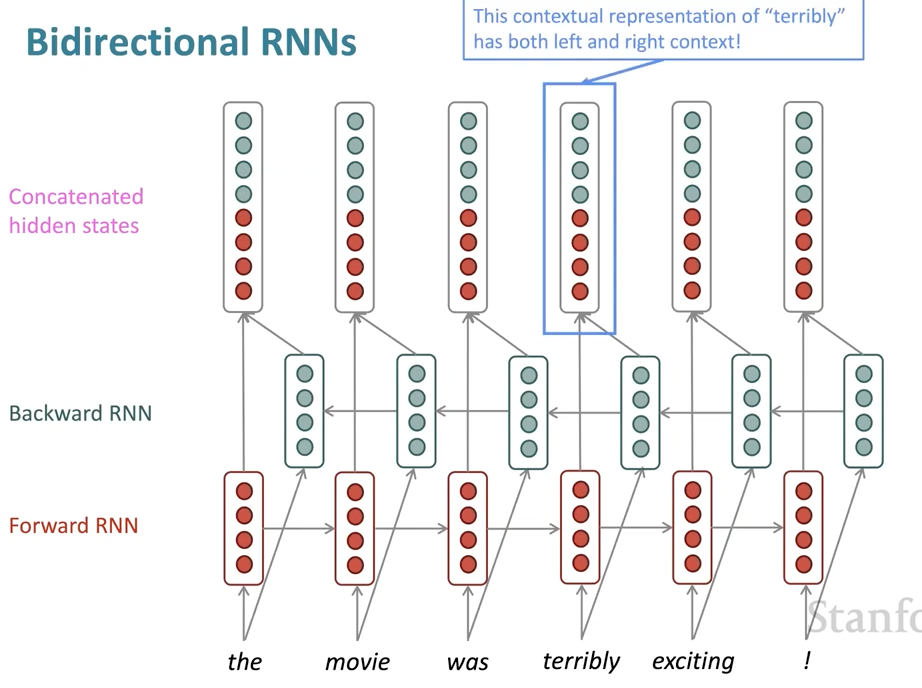 Bidirectional RNNs
This contextual representation of “terribly”
has both left and right context!
Concatenated
hidden states
Backward RNN
Forward RNN
the movie was terribly exciting !